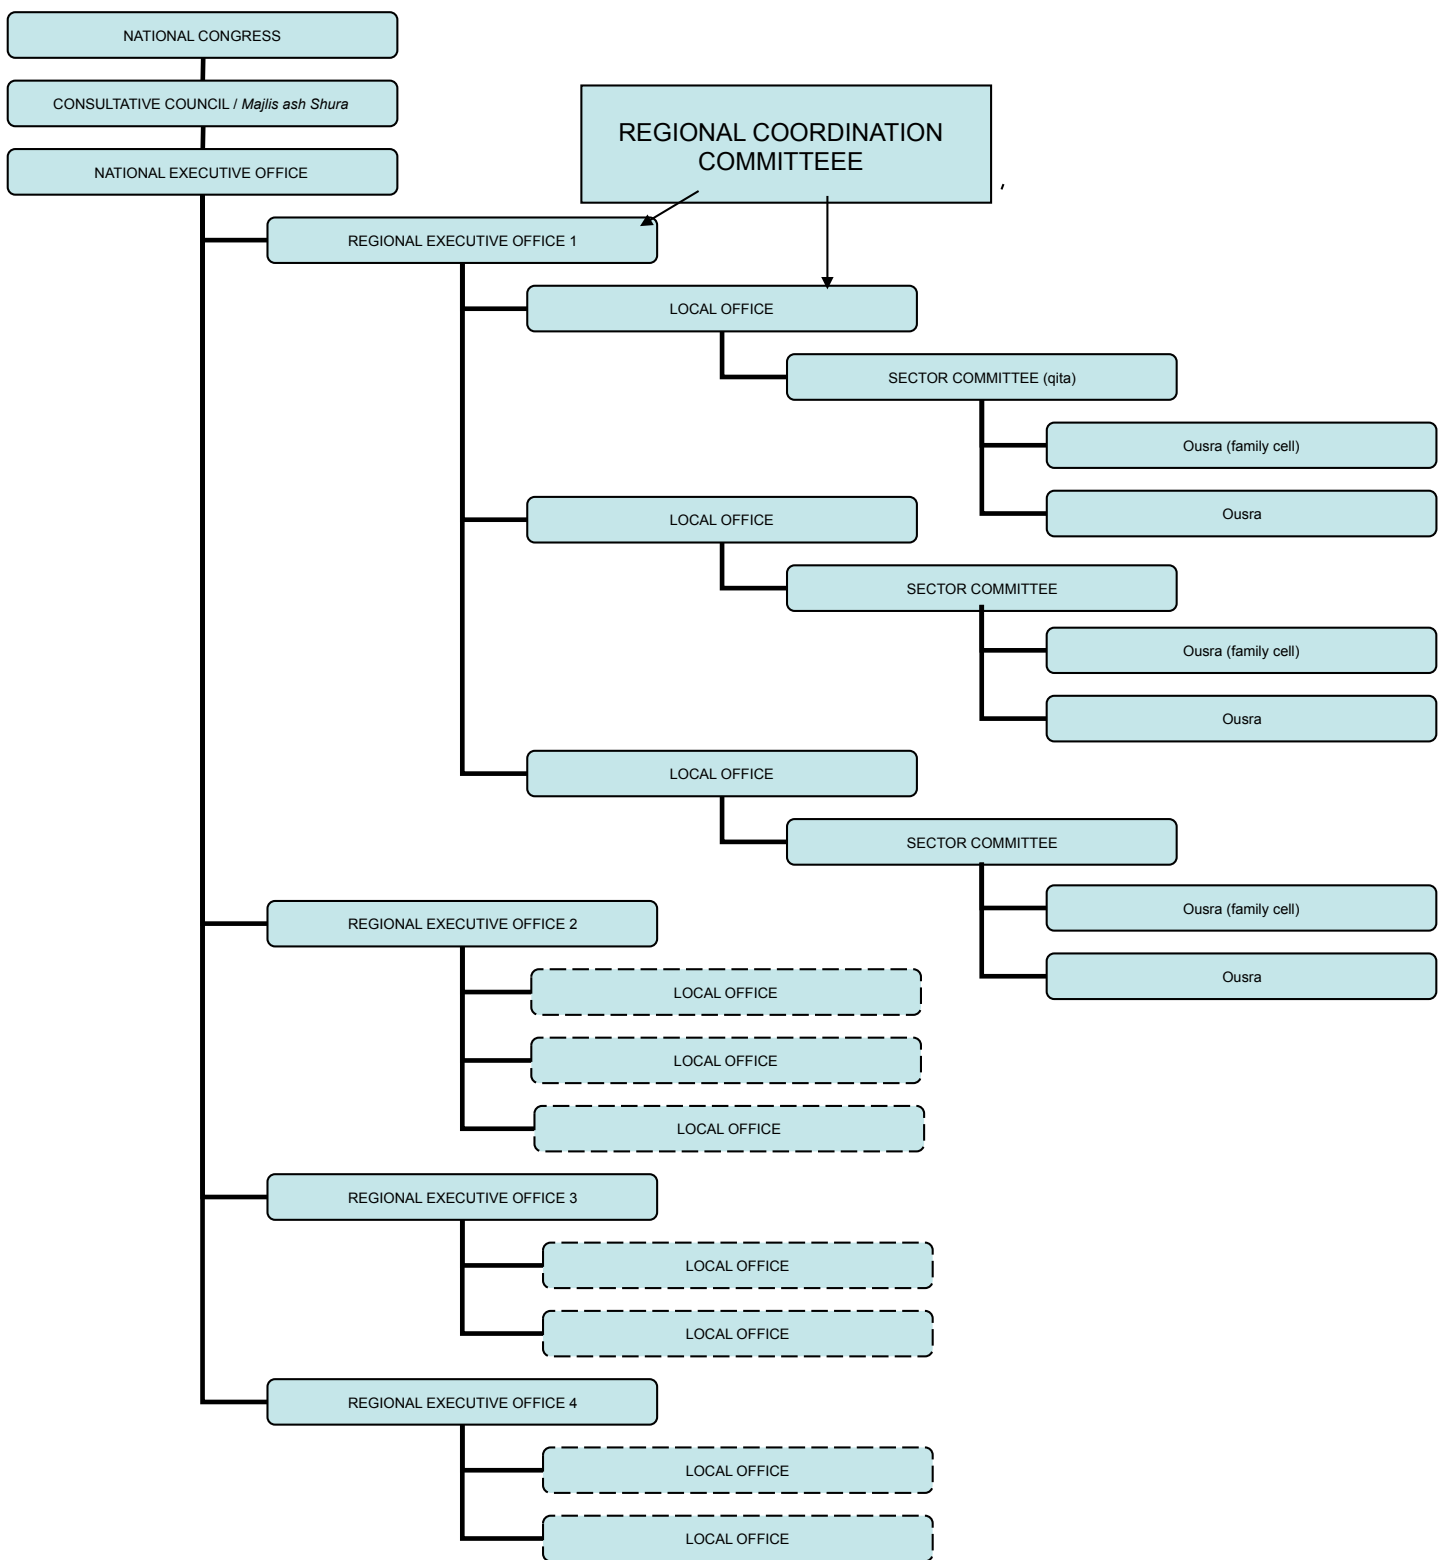 NATIONAL CONGRESS
CONSULTATIVE COUNCIL / Majlis ash Shura
NATIONAL EXECUTIVE OFFICE
REGIONAL COORDINATION
COMMITTEEE
,
REGIONAL EXECUTIVE OFFICE 1
LOCAL OFFICE
SECTOR COMMITTEE (qita)
Ousra (family cell)
Ousra
LOCAL OFFICE
SECTOR COMMITTEE
Ousra (family cell)
Ousra
LOCAL OFFICE
SECTOR COMMITTEE
Ousra (family cell)
Ousra
REGIONAL EXECUTIVE OFFICE 2
LOCAL OFFICE
LOCAL OFFICE
LOCAL OFFICE
REGIONAL EXECUTIVE OFFICE 3
LOCAL OFFICE
LOCAL OFFICE
REGIONAL EXECUTIVE OFFICE 4
LOCAL OFFICE
LOCAL OFFICE